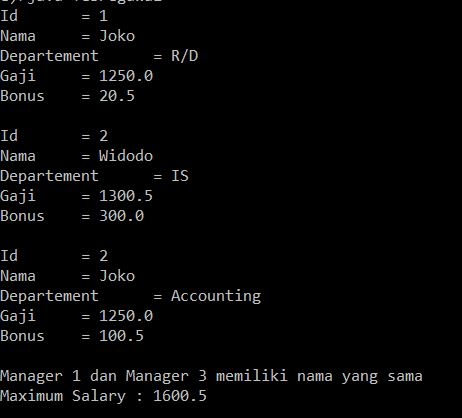 Id = 1
Nama = Joko
Departement = R/D
Gaji = 1250.0
Bonus = 20.5
Id = 2
Nama = Widodo
Departement = IS
Gaji = 1300.5
Bonus = 300.0
Id = 2
Nama = Joko
Departement = Accounting
Gaji = 1250.0
Bonus = 100.5
Manager 1 dan Manager 3 memiliki nama yang sama
Maximum Salary : 1600.5